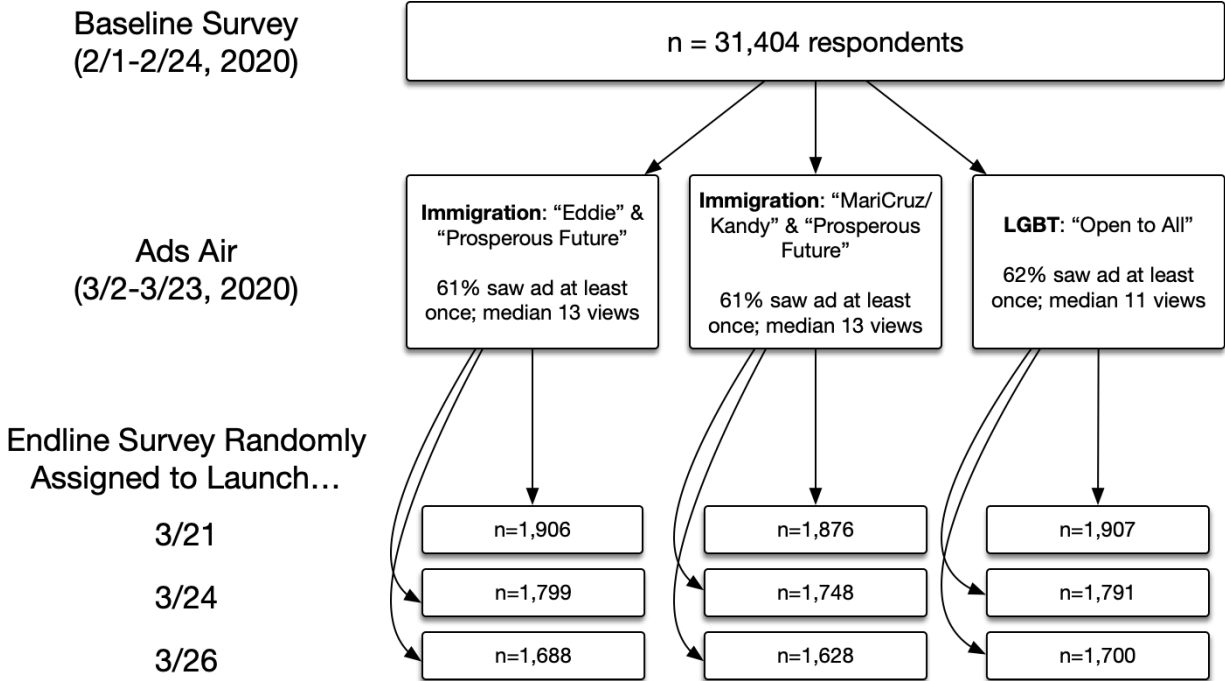 Baseline Survey
(2/1-2/24, 2020)
n = 31,404 respondents
Ads Air
(3/2-3/23, 2020)
Immigration: “Eddie” &
“Prosperous Future”
61% saw ad at least
once; median 13 views
Immigration: “MariCruz/
Kandy” & “Prosperous
Future”
61% saw ad at least
once; median 13 views
LGBT: “Open to All”
62% saw ad at least
once; median 11 views
Endline Survey Randomly
Assigned to Launch…
3/21
n=1,906
n=1,876
n=1,907
3/24
n=1,799
n=1,748
n=1,791
3/26
n=1,688
n=1,628
n=1,700